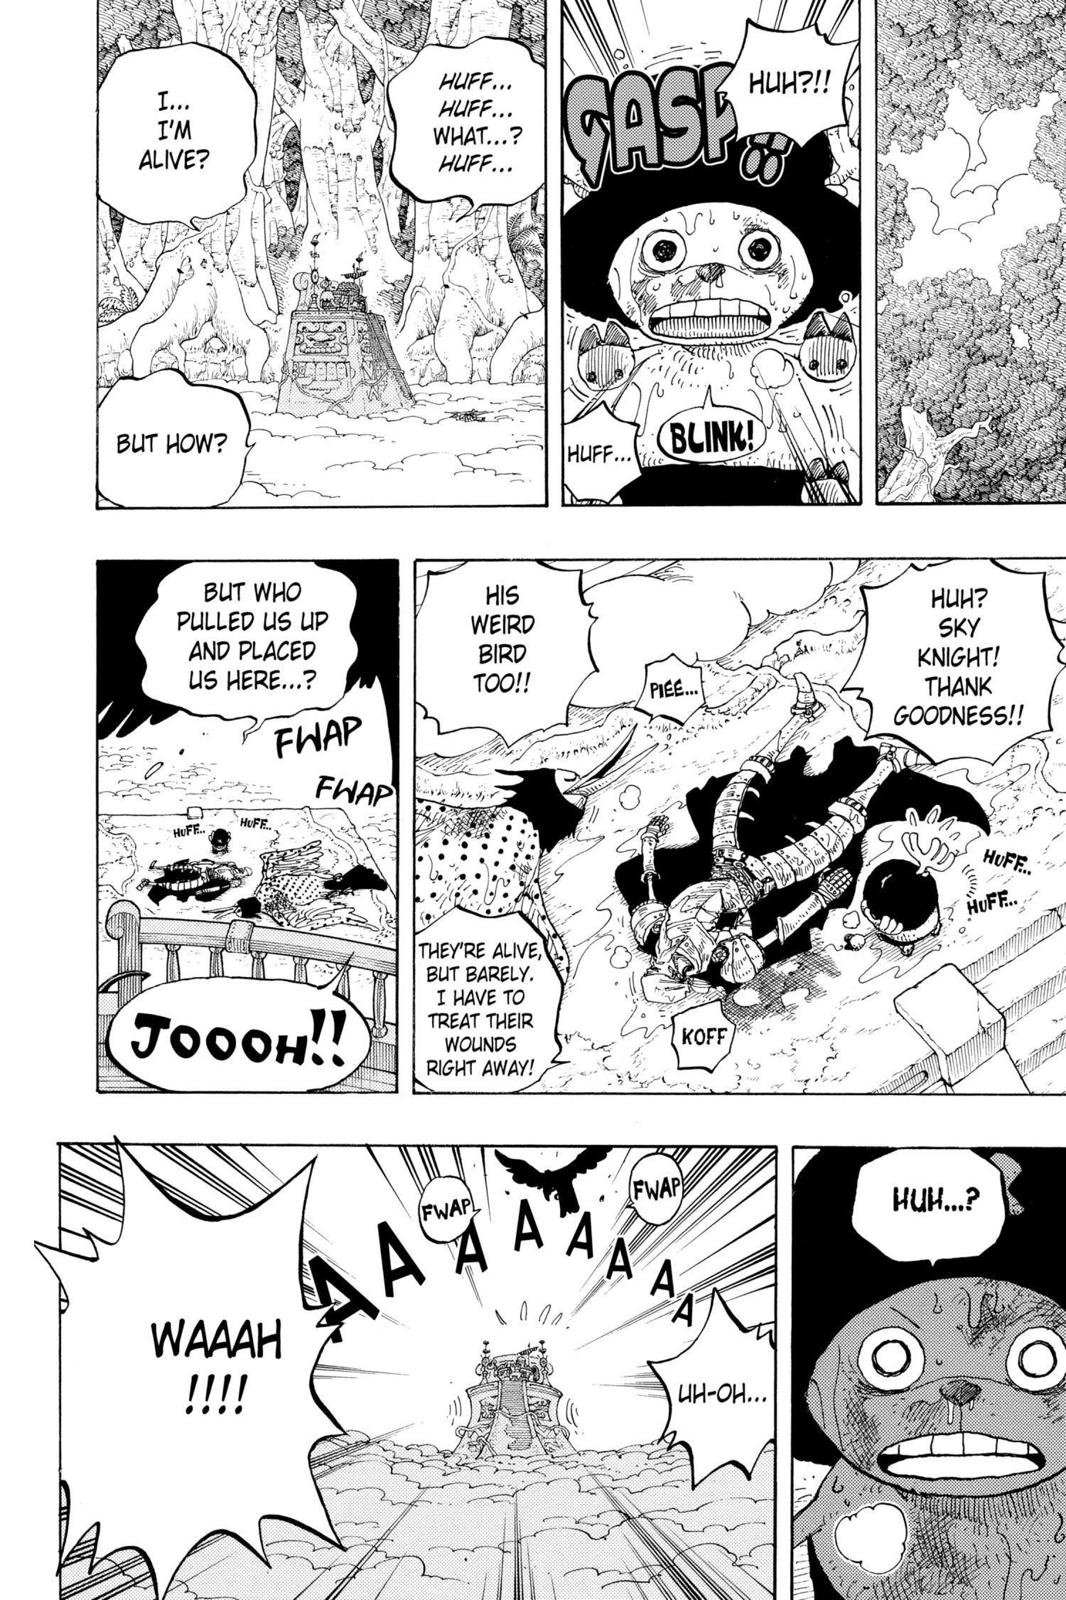 HUH?!!
GASP!!
BLINK!
HUFF...
HUFF...
HUFF...
WHAT...?
HUFF...
I...
I'M
ALIVE?
BUT HOW?
HUH?
SKY
KNIGHT!
THANK
GOODNESS!!
HIS
WEIRD
BIRD
TOO!!
PIEE...
HUFF...
HUFF...
KOFF
THEY'RE ALIVE,
BUT BARELY.
I HAVE TO
TREAT THEIR
WOUNDS
RIGHT AWAY!
BUT WHO
PULLED US UP
AND PLACED
US HERE...?
FWAP
FWAP
HUFF...
HUFF...
JOOOH!!
HUH...?
UH-OH...
FWAP
FWAP
AAAAAAAA
WAAAH
!!!!